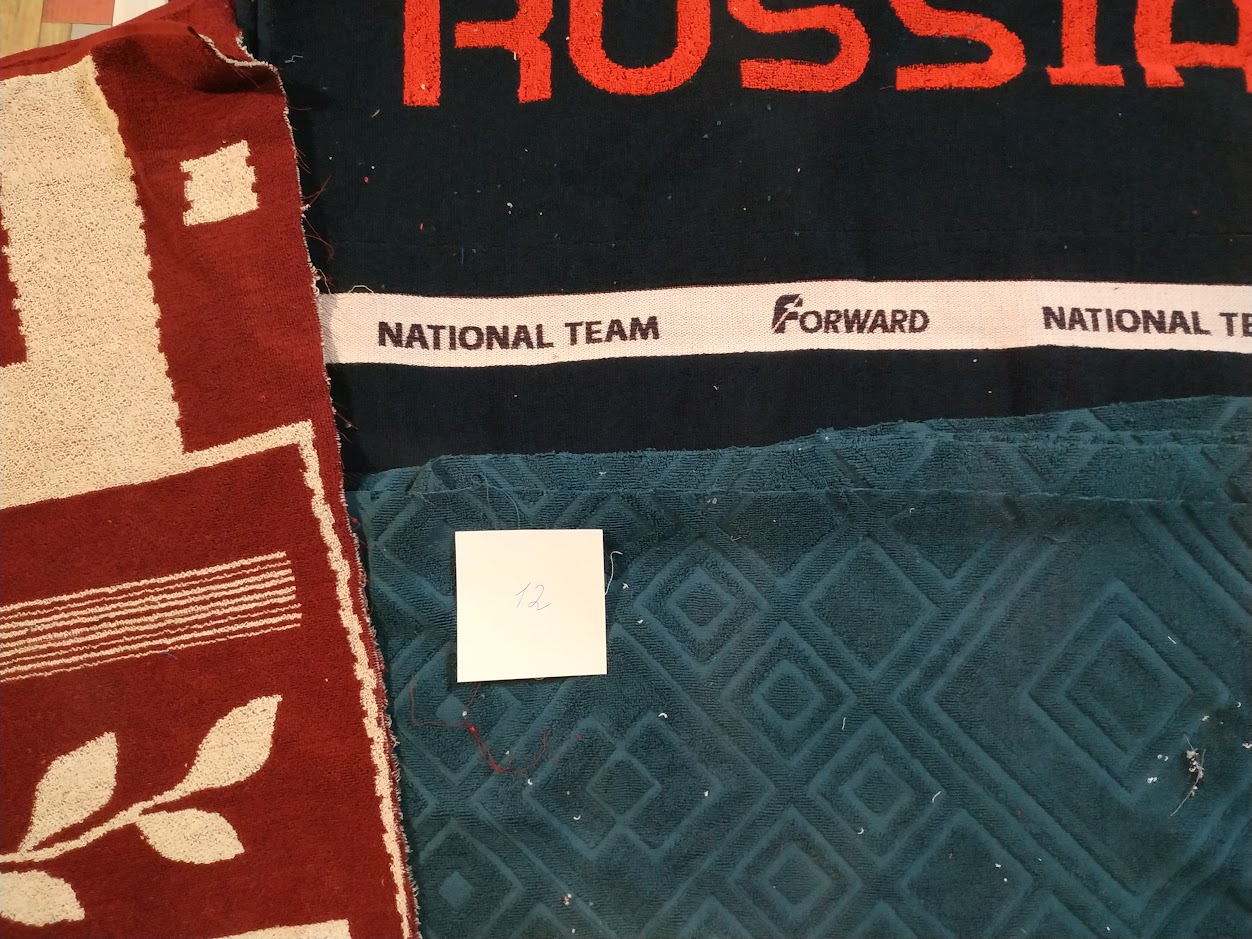 RUSSIA
NATIONAL TEAM FORWARD NATIONAL TE
12